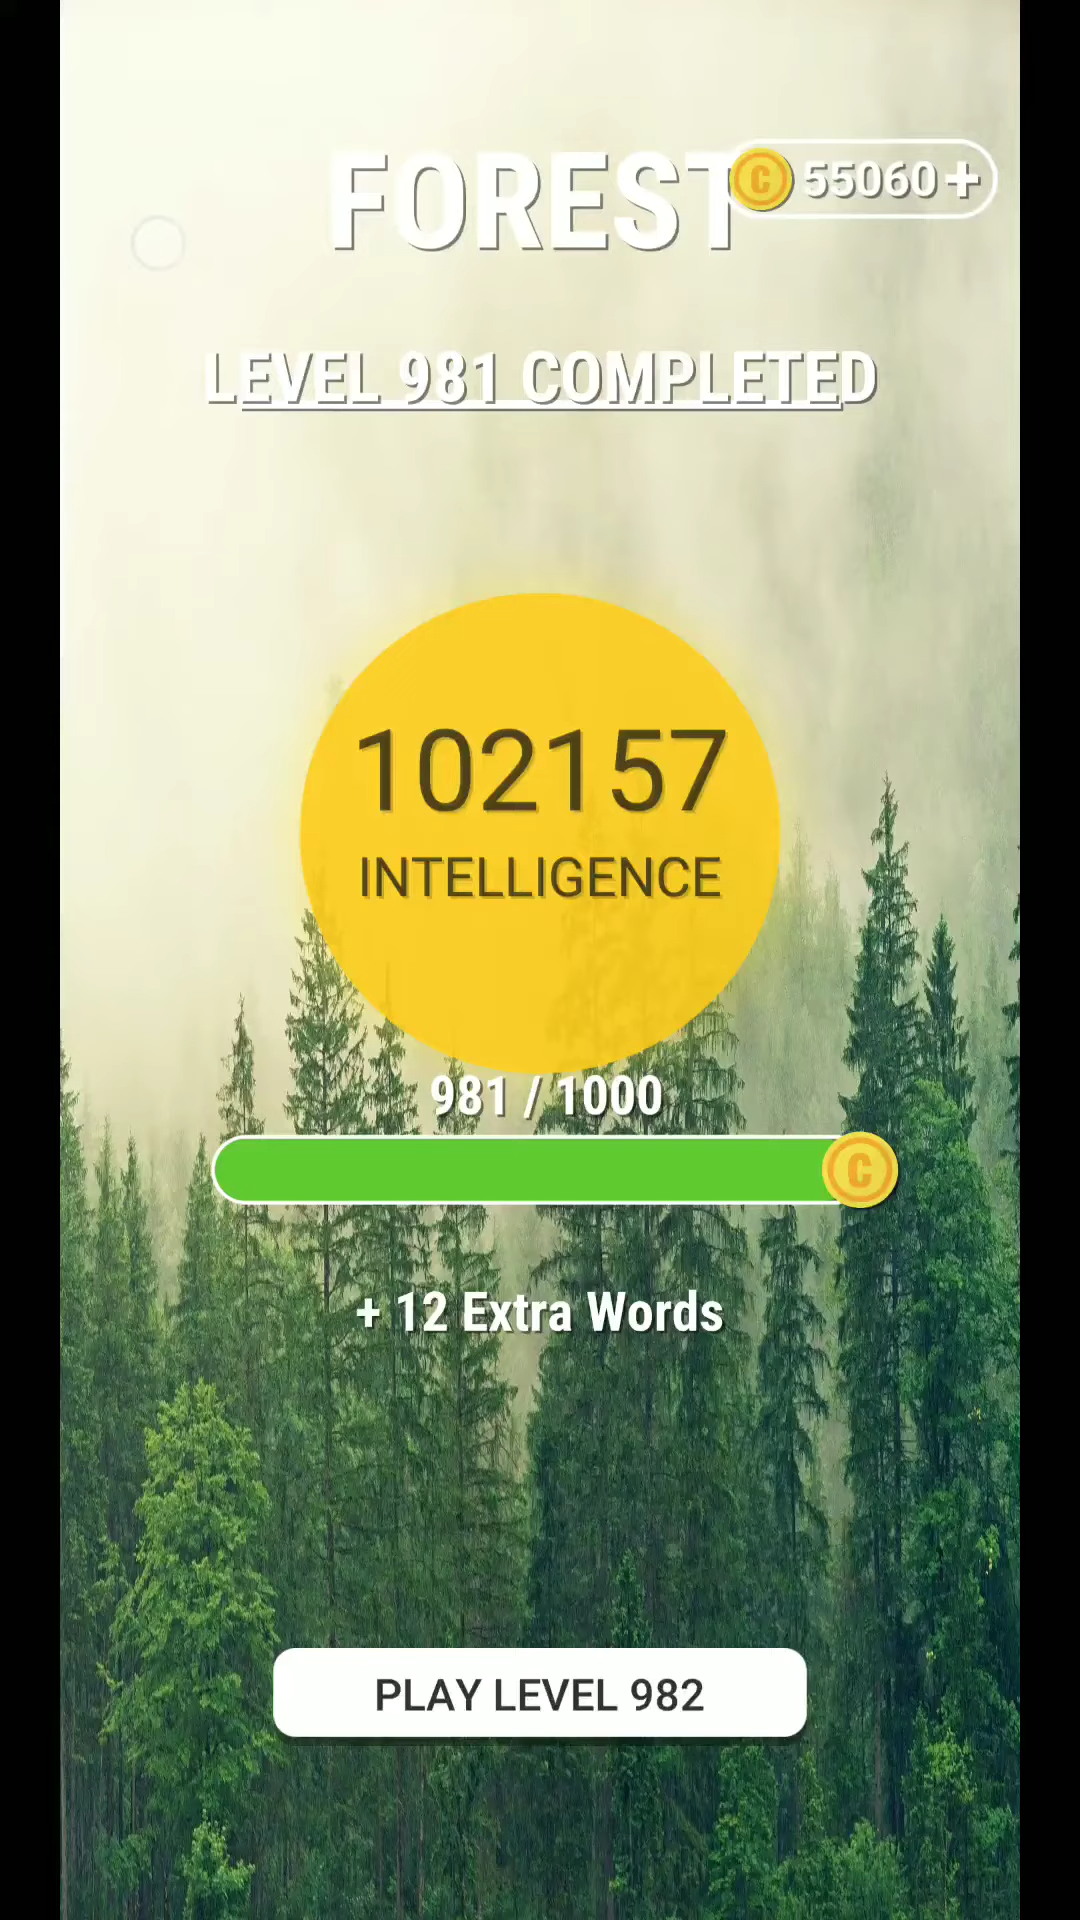 FOREST
C 55060 +
LEVEL 981 COMPLETED
102157
INTELLIGENCE
981 / 1000
C
+ 12 Extra Words
PLAY LEVEL 982